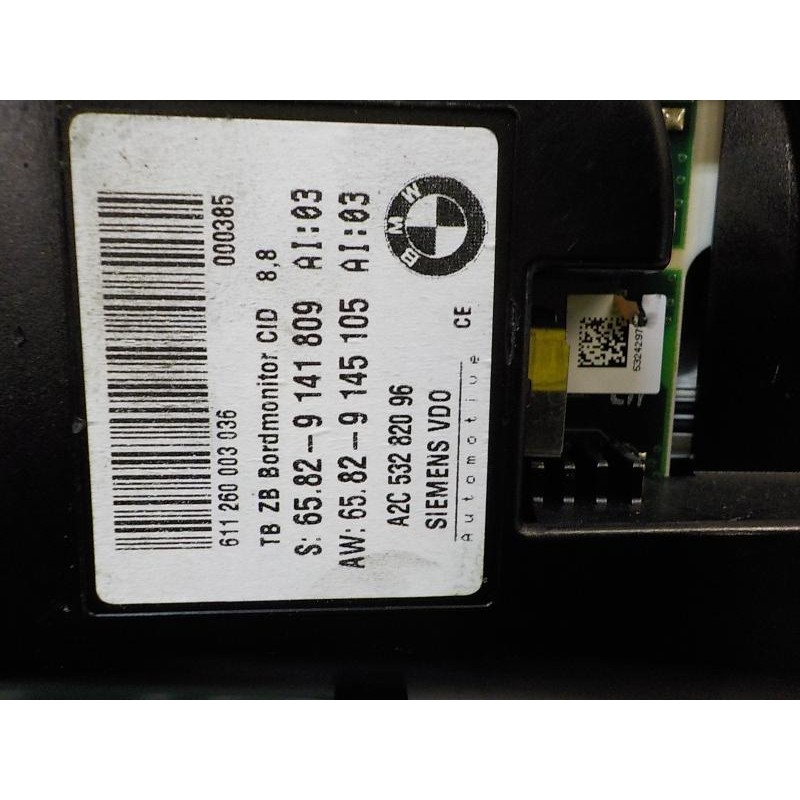 611 260 003 036 000385
TB ZB Bordmonitor CID 8,8
S: 65.82-9 141 809 AI:03
AW: 65.82-9 145 105 AI:03
A2C 532 820 96
SIEMENS VDO CE
Automotive
BMW